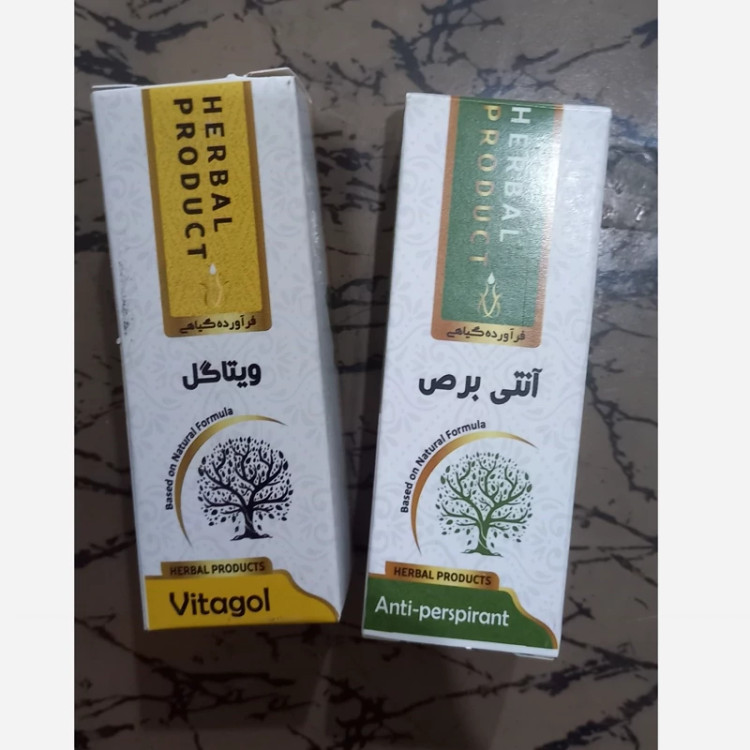 HERBAL
PRODUCT
فرآورده گیاهی
ویتاگل
Based on Natural Formula
HERBAL PRODUCTS
Vitagol
HERBAL
PRODUCT
فرآورده گیاهی
آنتی برص
Based on Natural Formula
HERBAL PRODUCTS
Anti-perspirant